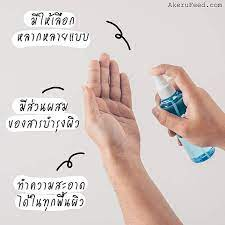 AkeruFeed.com
มีให้เลือก
หลากหลายแบบ
มีส่วนผสม
ของสารบำรุงผิว
ทำความสะอาด
ได้ในทุกพื้นผิว